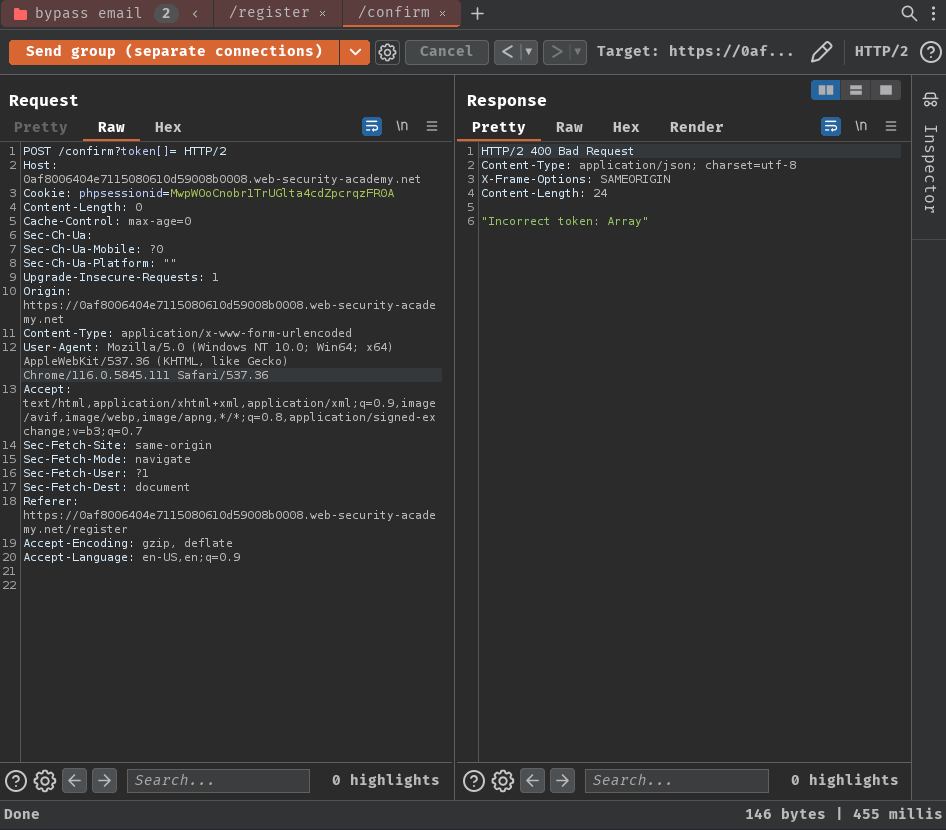 bypass email 2 ‹ /register × /confirm × +
Send group (separate connections) Cancel < ▼ > ▼ Target: https://0af... HTTP/2 ?
Request
Pretty Raw Hex \n
1 POST /confirm?token[]= HTTP/2
2 Host:
0af8006404e7115080610d59008b0008.web-security-academy.net
3 Cookie: phpsessionid=MwpWOoCnobr1TrUGlta4cdZpcrqzFR0A
4 Content-Length: 0
5 Cache-Control: max-age=0
6 Sec-Ch-Ua:
7 Sec-Ch-Ua-Mobile: ?0
8 Sec-Ch-Ua-Platform: ""
9 Upgrade-Insecure-Requests: 1
10 Origin:
https://0af8006404e7115080610d59008b0008.web-security-acade
my.net
11 Content-Type: application/x-www-form-urlencoded
12 User-Agent: Mozilla/5.0 (Windows NT 10.0; Win64; x64)
AppleWebKit/537.36 (KHTML, like Gecko)
Chrome/116.0.5845.111 Safari/537.36
13 Accept:
text/html,application/xhtml+xml,application/xml;q=0.9,image
/avif,image/webp,image/apng,*/*;q=0.8,application/signed-ex
change;v=b3;q=0.7
14 Sec-Fetch-Site: same-origin
15 Sec-Fetch-Mode: navigate
16 Sec-Fetch-User: ?1
17 Sec-Fetch-Dest: document
18 Referer:
https://0af8006404e7115080610d59008b0008.web-security-acade
my.net/register
19 Accept-Encoding: gzip, deflate
20 Accept-Language: en-US,en;q=0.9
21
22
? Search... 0 highlights
Response
Pretty Raw Hex Render \n
1 HTTP/2 400 Bad Request
2 Content-Type: application/json; charset=utf-8
3 X-Frame-Options: SAMEORIGIN
4 Content-Length: 24
5
6 "Incorrect token: Array"
? Search... 0 highlights
Inspector
Done 146 bytes | 455 millis